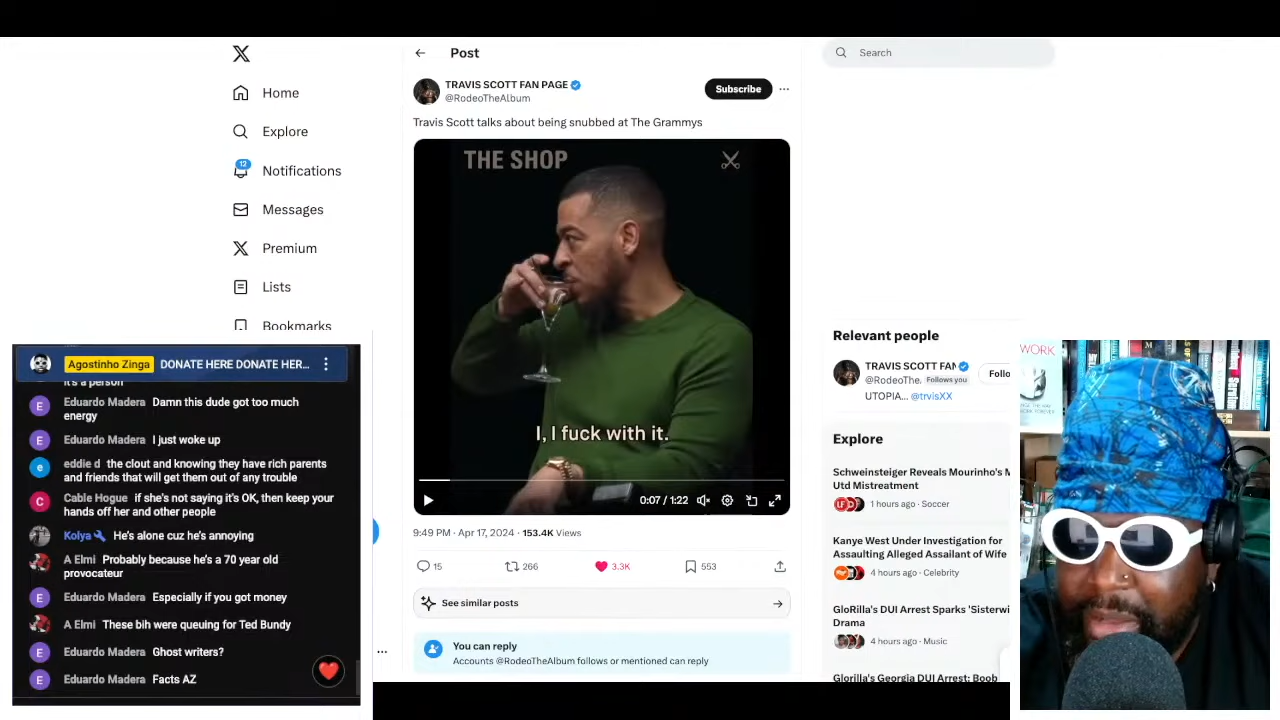 Post
Search
TRAVIS SCOTT FAN PAGE
@RodeoTheAlbum
Subscribe
Travis Scott talks about being snubbed at The Grammys
Home
Explore
12
Notifications
Messages
Premium
Lists
Bookmarks
THE SHOP
I, I fuck with it.
0:07 / 1:22
9:49 PM · Apr 17, 2024 · 153.4K Views
15
266
3.3K
553
See similar posts
You can reply
Accounts @RodeoTheAlbum follows or mentioned can reply
Relevant people
TRAVIS SCOTT FAN
@RodeoThe.
Follows you
Follo
UTOPIA... @trvisXX
Explore
Schweinsteiger Reveals Mourinho's M
Utd Mistreatment
1 hours ago · Soccer
Kanye West Under Investigation for
Assaulting Alleged Assailant of Wife
4 hours ago · Celebrity
GloRilla's DUI Arrest Sparks 'Sisterwi
Drama
4 hours ago · Music
Glorilla's Georgia DUI Arrest: Boob
Agostinho Zinga DONATE HERE DONATE HER...
it's a person
E Eduardo Madera Damn this dude got too much
energy
E Eduardo Madera I just woke up
e eddie d the clout and knowing they have rich parents
and friends that will get them out of any trouble
C Cable Hogue if she's not saying it's OK, then keep your
hands off her and other people
Kolya He's alone cuz he's annoying
A Elmi Probably because he's a 70 year old
provocateur
E Eduardo Madera Especially if you got money
A Elmi These bih were queuing for Ted Bundy
E Eduardo Madera Ghost writers?
E Eduardo Madera Facts AZ
WORK